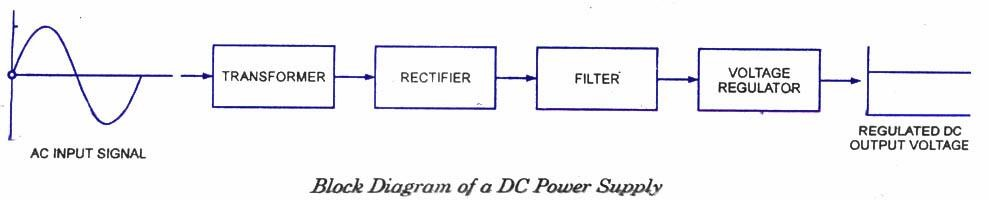 TRANSFORMER
RECTIFIER
FILTER
VOLTAGE
REGULATOR
AC INPUT SIGNAL
REGULATED DC
OUTPUT VOLTAGE
Block Diagram of a DC Power Supply